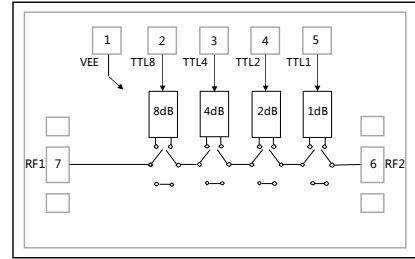 1 2 3 4 5
VEE TTL8 TTL4 TTL2 TTL1
8dB 4dB 2dB 1dB
RF1 7 6 RF2